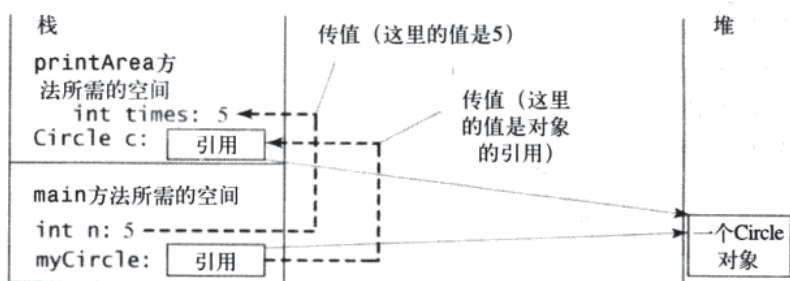 栈
堆
传值（这里的值是5）
printArea方
法所需的空间
int times: 5
传值（这里
的值是对象
的引用）
Circle c: 引用
main方法所需的空间
int n: 5
myCircle: 引用
一个Circle
对象